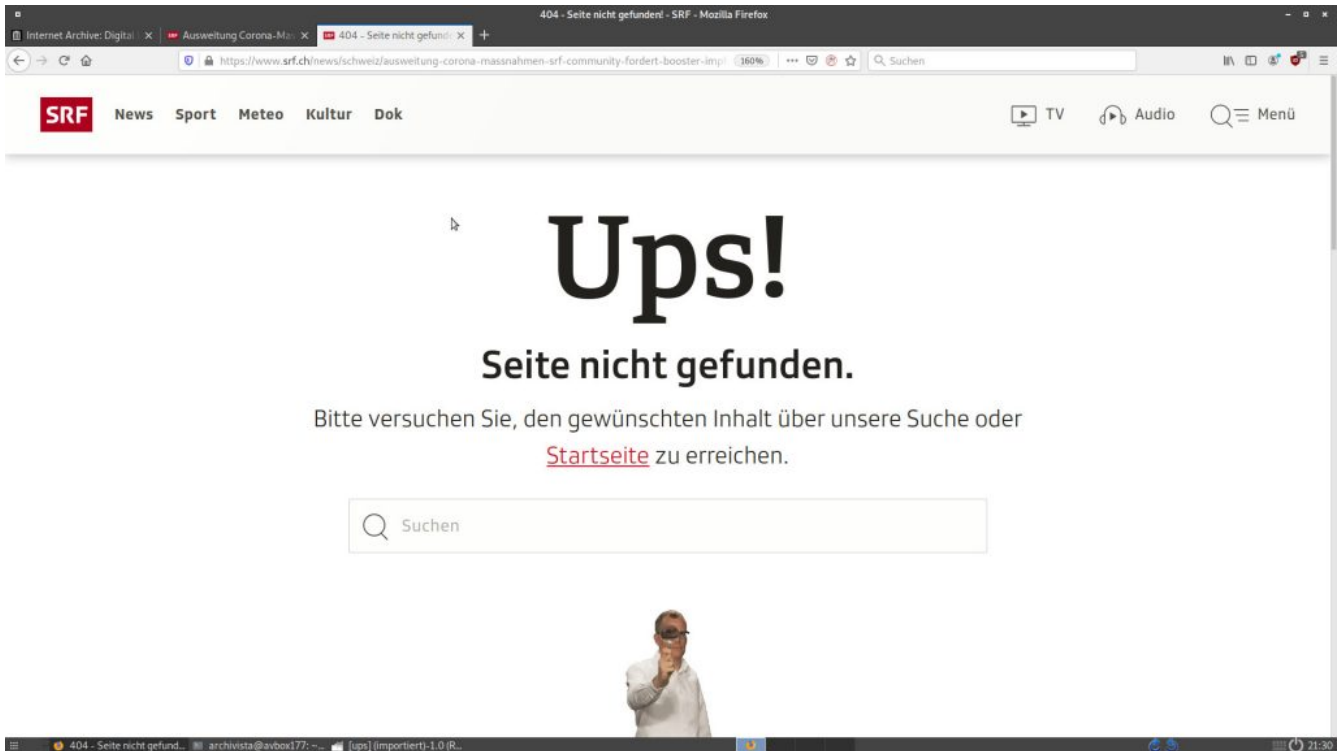 404 - Seite nicht gefunden! - SRF - Mozilla Firefox
Internet Archive: Digital
Ausweitung Corona-Ma
404 - Seite nicht gefund
https://www.srf.ch/news/schweiz/ausweitung-corona-massnahmen-srf-community-fordert-booster-imp
160%
Suchen
SRF News Sport Meteo Kultur Dok TV Audio Menü
Ups!
Seite nicht gefunden.
Bitte versuchen Sie, den gewünschten Inhalt über unsere Suche oder
Startseite zu erreichen.
Suchen
404 - Seite nicht gefund... archivista@avbox177: ~... [ups] (importiert)-1.0 (R... 21:30